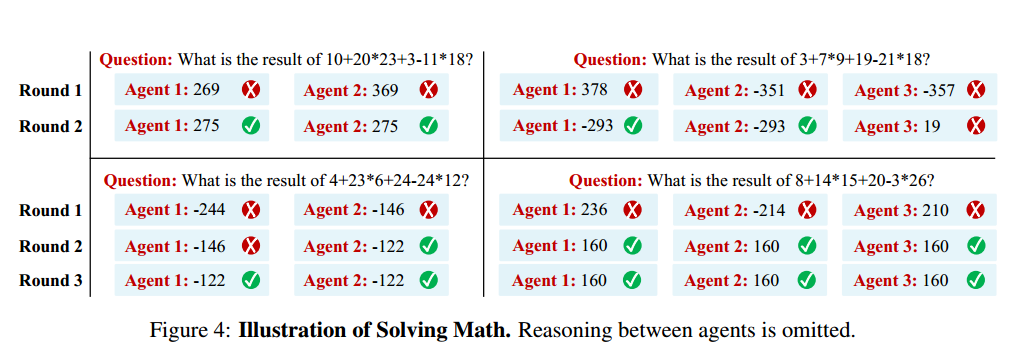 Question: What is the result of 10+20*23+3-11*18?
Round 1 Agent 1: 269 Agent 2: 369
Round 2 Agent 1: 275 Agent 2: 275
Question: What is the result of 3+7*9+19-21*18?
Agent 1: 378 Agent 2: -351 Agent 3: -357
Agent 1: -293 Agent 2: -293 Agent 3: 19
Question: What is the result of 4+23*6+24-24*12?
Round 1 Agent 1: -244 Agent 2: -146
Round 2 Agent 1: -146 Agent 2: -122
Round 3 Agent 1: -122 Agent 2: -122
Question: What is the result of 8+14*15+20-3*26?
Agent 1: 236 Agent 2: -214 Agent 3: 210
Agent 1: 160 Agent 2: 160 Agent 3: 160
Agent 1: 160 Agent 2: 160 Agent 3: 160
Figure 4: Illustration of Solving Math. Reasoning between agents is omitted.